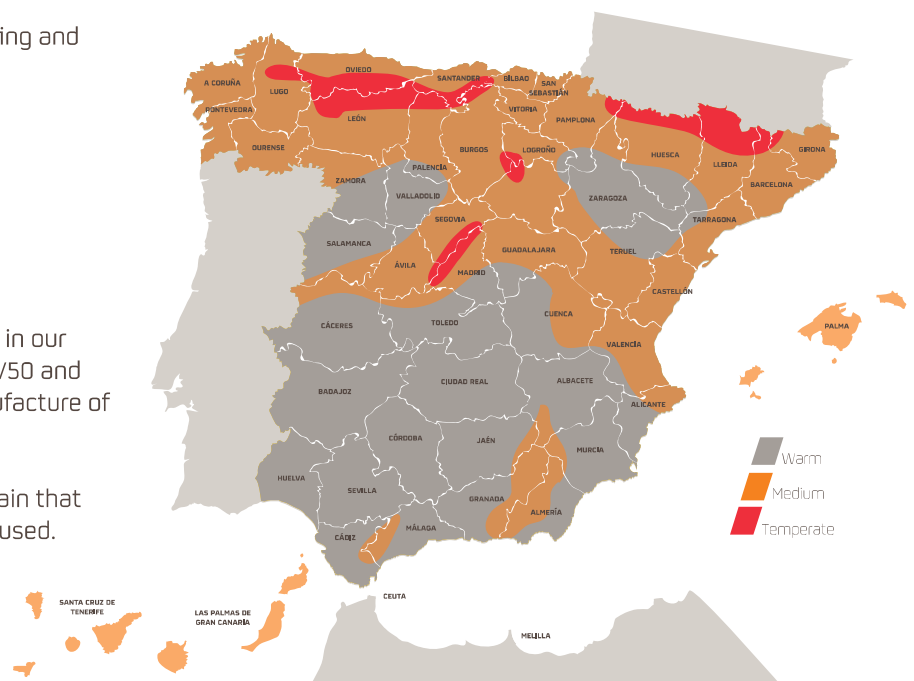 ing and
in our
/50 and
ufacture of
ain that
used.
A CORUÑA
LUGO
OVIEDO
SANTANDER
BILBAO
SAN
SEBASTIÁN
PONTEVEDRA
OURENSE
LEÓN
VITORIA
PAMPLONA
PALENCIA
BURGOS
LOGROÑO
HUESCA
LLEIDA
GIRONA
BARCELONA
ZAMORA
VALLADOLID
ZARAGOZA
TARRAGONA
SEGOVIA
SALAMANCA
ÁVILA
MADRID
GUADALAJARA
TERUEL
CASTELLÓN
CÁCERES
TOLEDO
CUENCA
VALENCIA
PALMA
BADAJOZ
CIUDAD REAL
ALBACETE
ALICANTE
CÓRDOBA
JAÉN
MURCIA
HUELVA
SEVILLA
GRANADA
ALMERÍA
CÁDIZ
MÁLAGA
Warm
Medium
Temperate
SANTA CRUZ DE
TENERIFE
LAS PALMAS DE
GRAN CANARÍA
CEUTA
MELILLA